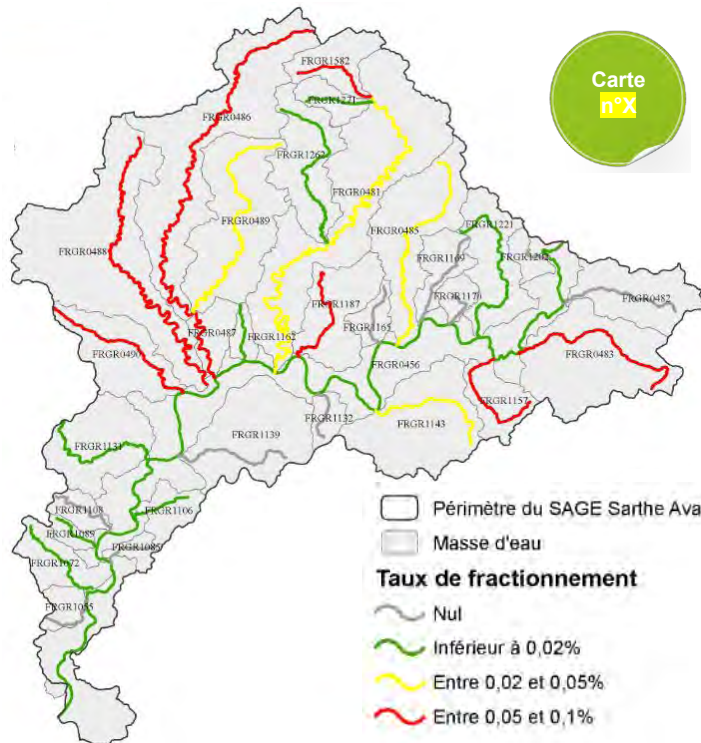 Carte
n°X
FRGR1582
FRGR1271
FRGR0486
FRGR1262
FRGR0481
FRGR0489
FRGR0485
FRGR1221
FRGR0488
FRGR1169
FRGR1202
FRGR1176
FRGR0482
FRGR1187
FRGR1165
FRGR0487
FRGR1162
FRGR0490
FRGR0456
FRGR0483
FRGR1157
FRGR1132
FRGR1143
FRGR1139
FRGR1131
FRGR1108
FRGR1106
FRGR1089
FRGR1085
FRGR1072
FRGR1055
Périmètre du SAGE Sarthe Ava
Masse d'eau
Taux de fractionnement
Nul
Inférieur à 0,02%
Entre 0,02 et 0,05%
Entre 0,05 et 0,1%